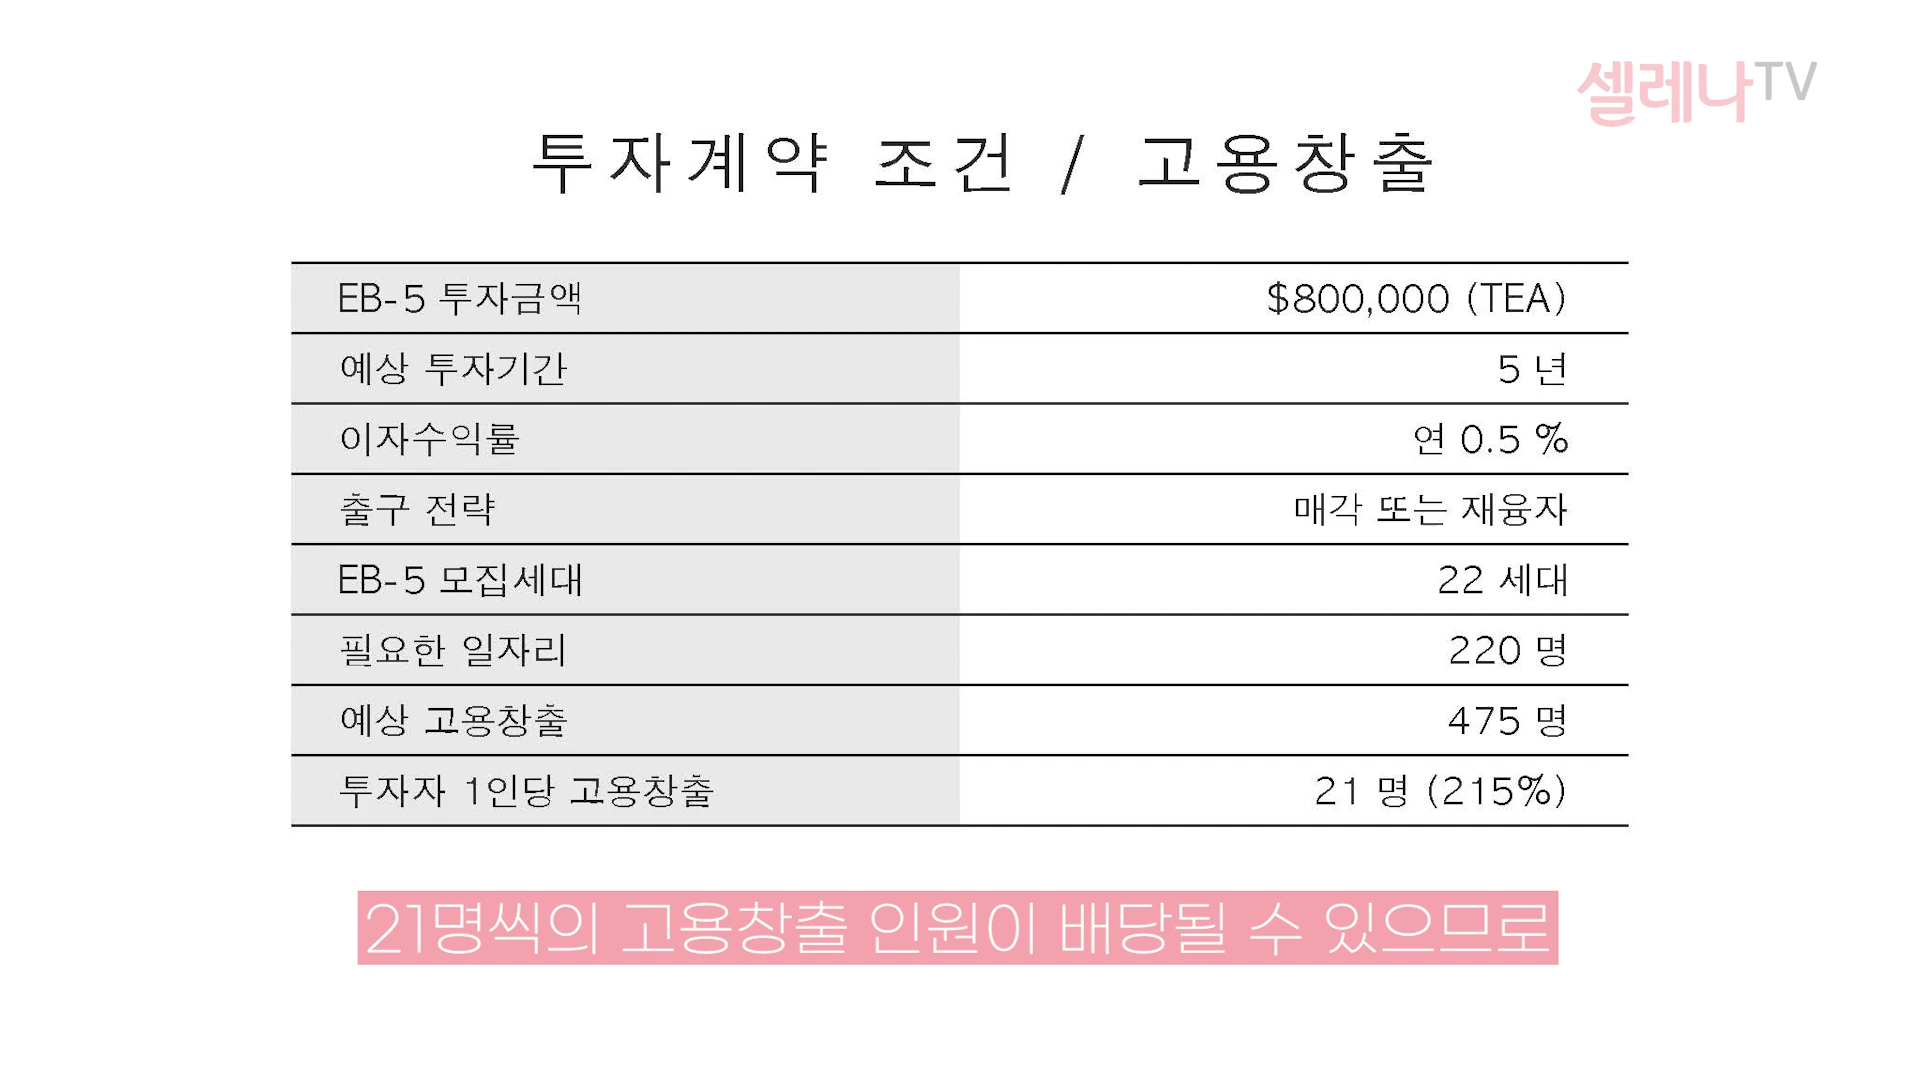 셀레나TV
투자계약 조건 / 고용창출
EB-5 투자금액 $800,000 (TEA)
예상 투자기간 5 년
이자수익률 연 0.5 %
출구 전략 매각 또는 재융자
EB-5 모집세대 22 세대
필요한 일자리 220 명
예상 고용창출 475 명
투자자 1인당 고용창출 21 명 (215%)
21명씩의 고용창출 인원이 배당될 수 있으므로